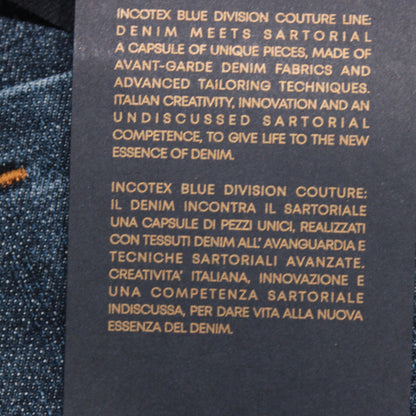 INCOTEX BLUE DIVISION COUTURE LINE:
DENIM MEETS SARTORIAL
A CAPSULE OF UNIQUE PIECES, MADE OF
AVANT-GARDE DENIM FABRICS AND
ADVANCED TAILORING TECHNIQUES.
ITALIAN CREATIVITY, INNOVATION AND AN
UNDISCUSSED SARTORIAL
COMPETENCE, TO GIVE LIFE TO THE NEW
ESSENCE OF DENIM.
INCOTEX BLUE DIVISION COUTURE:
IL DENIM INCONTRA IL SARTORIALE
UNA CAPSULE DI PEZZI UNICI, REALIZZATI
CON TESSUTI DENIM ALL' AVANGUARDIA E
TECNICHE SARTORIALI AVANZATE.
CREATIVITA' ITALIANA, INNOVAZIONE E
UNA COMPETENZA SARTORIALE
INDISCUSSA, PER DARE VITA ALLA NUOVA
ESSENZA DEL DENIM.